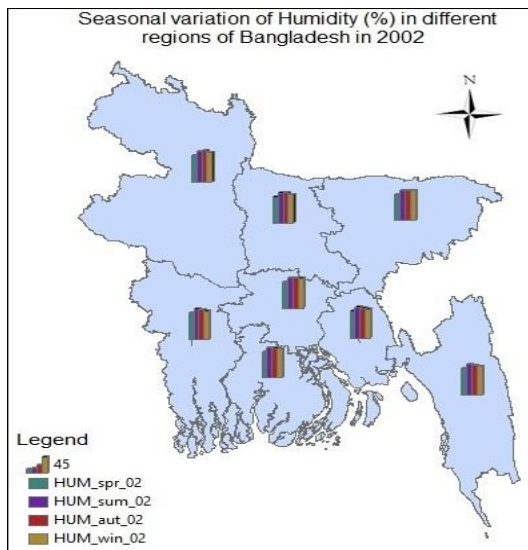 Seasonal variation of Humidity (%) in different
regions of Bangladesh in 2002
N
Legend
45
HUM_spr_02
HUM_sum_02
HUM_aut_02
HUM_win_02